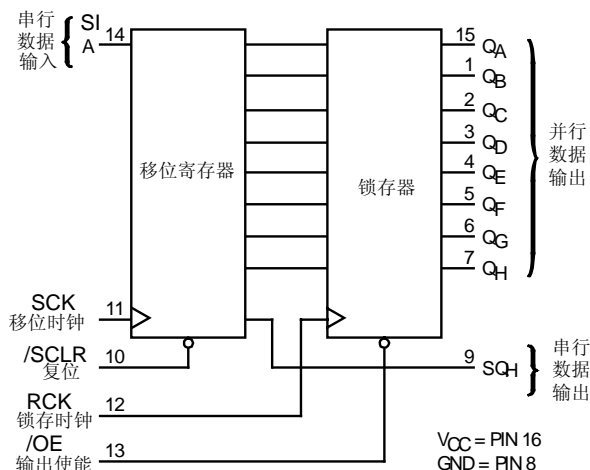 串行
数据
输入
SI
A
14
移位寄存器
锁存器
15 QA
1 QB
2 QC
3 QD
4 QE
5 QF
6 QG
7 QH
并行
数据
输出
SCK
移位时钟
11
/SCLR
复位
10
RCK
锁存时钟
12
/OE
输出使能
13
9 SQH
串行
数据
输出
VCC = PIN 16
GND = PIN 8